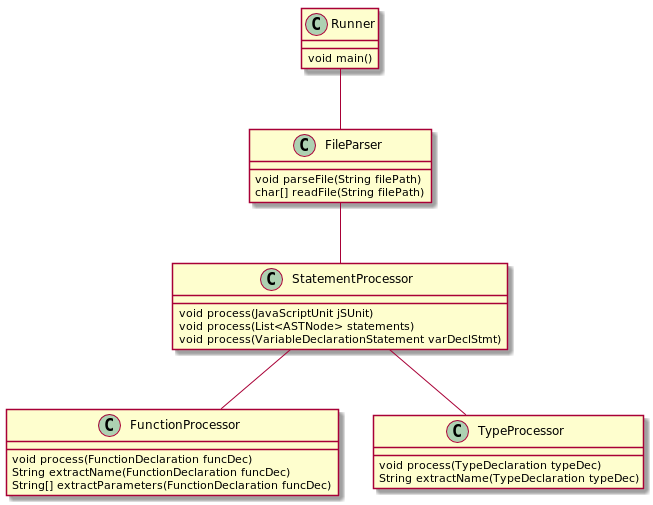 C Runner
void main()
C FileParser
void parseFile(String filePath)
char[] readFile(String filePath)
C StatementProcessor
void process(JavaScriptUnit jSUnit)
void process(List<ASTNode> statements)
void process(VariableDeclarationStatement varDeclStmt)
C FunctionProcessor
void process(FunctionDeclaration funcDec)
String extractName(FunctionDeclaration funcDec)
String[] extractParameters(FunctionDeclaration funcDec)
C TypeProcessor
void process(TypeDeclaration typeDec)
String extractName(TypeDeclaration typeDec)